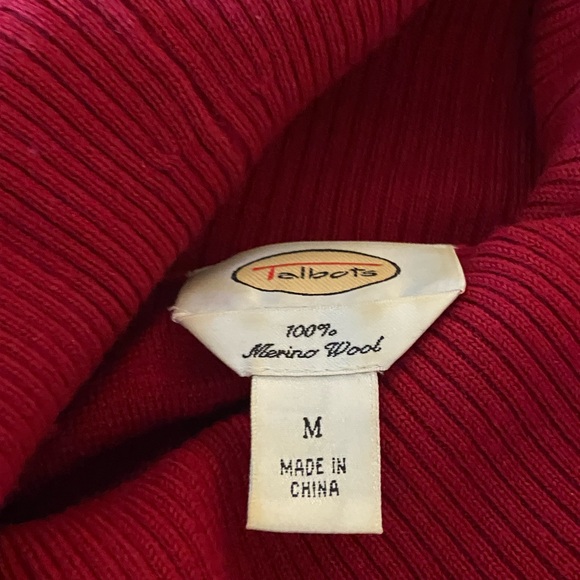 Talbots
100%
Merino Wool
M
MADE IN
CHINA